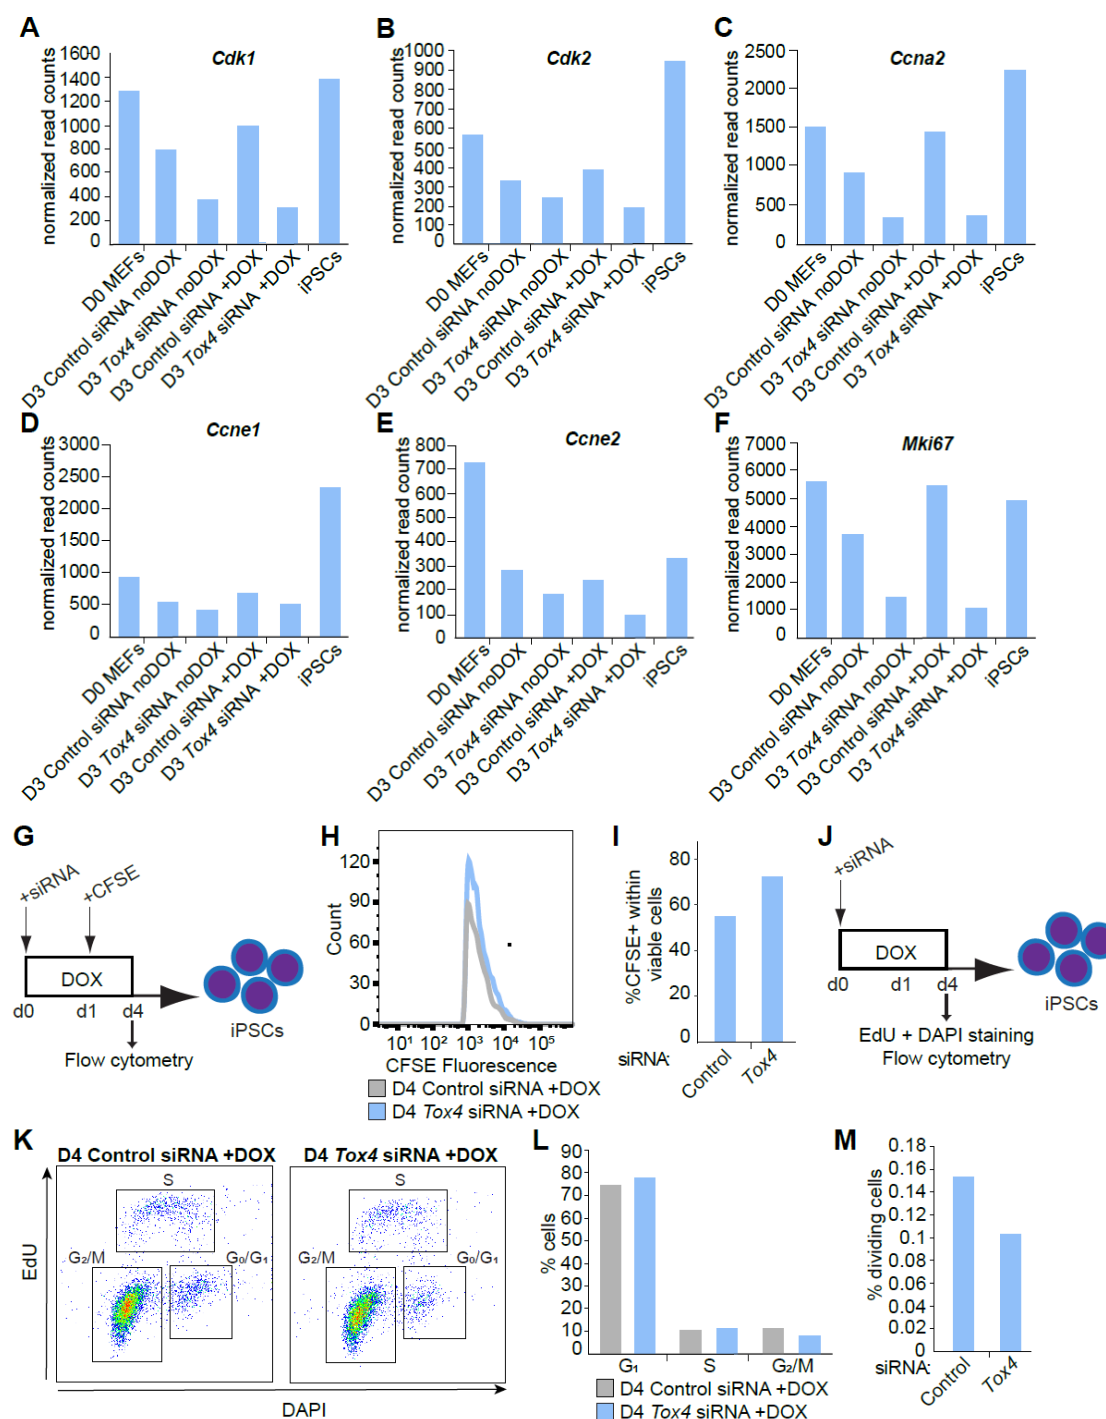 A
Cdk1
normalized read counts
1600
1400
1000
800
600
400
200
0
D0 MEFs
D3 Control siRNA noDOX
D3 Tox4 siRNA noDOX
D3 Control siRNA +DOX
D3 Tox4 siRNA +DOX
iPSCs
B
Cdk2
normalized read counts
1000
900
800
700
600
500
400
300
200
100
0
D0 MEFs
D3 Control siRNA noDOX
D3 Tox4 siRNA noDOX
D3 Control siRNA +DOX
D3 Tox4 siRNA +DOX
iPSCs
C
Ccna2
normalized read counts
2500
2000
1500
1000
500
0
D0 MEFs
D3 Control siRNA noDOX
D3 Tox4 siRNA noDOX
D3 Control siRNA +DOX
D3 Tox4 siRNA +DOX
iPSCs
D
Ccne1
normalized read counts
3000
2500
2000
1500
1000
500
0
D0 MEFs
D3 Control siRNA noDOX
D3 Tox4 siRNA noDOX
D3 Control siRNA +DOX
D3 Tox4 siRNA +DOX
iPSCs
E
Ccne2
normalized read counts
800
700
600
500
400
300
200
100
0
D0 MEFs
D3 Control siRNA noDOX
D3 Tox4 siRNA noDOX
D3 Control siRNA +DOX
D3 Tox4 siRNA +DOX
iPSCs
F
Mki67
normalized read counts
7000
6000
5000
4000
3000
2000
1000
0
D0 MEFs
D3 Control siRNA noDOX
D3 Tox4 siRNA noDOX
D3 Control siRNA +DOX
D3 Tox4 siRNA +DOX
iPSCs
G
+siRNA
+CFSE
DOX
d0 d1 d4
iPSCs
Flow cytometry
H
Count
120
90
60
30
0
10¹ 10² 10³ 10⁴ 10⁵
CFSE Fluorescence
D4 Control siRNA +DOX
D4 Tox4 siRNA +DOX
I
%CFSE+ within
viable cells
80
60
40
20
0
siRNA:
Control
Tox4
J
+siRNA
DOX
d0 d1 d4
iPSCs
EdU + DAPI staining
Flow cytometry
K
D4 Control siRNA +DOX
D4 Tox4 siRNA +DOX
S
G₂/M
G₀/G₁
S
G₂/M
G₀/G₁
EdU
DAPI
L
% cells
90
80
70
60
50
40
30
20
10
0
%
G₁ S G₂/M
D4 Control siRNA +DOX
D4 Tox4 siRNA +DOX
M
% dividing cells
0.18
0.16
0.14
0.12
0.1
0.08
0.06
0.04
0.02
0
siRNA:
Control
Tox4